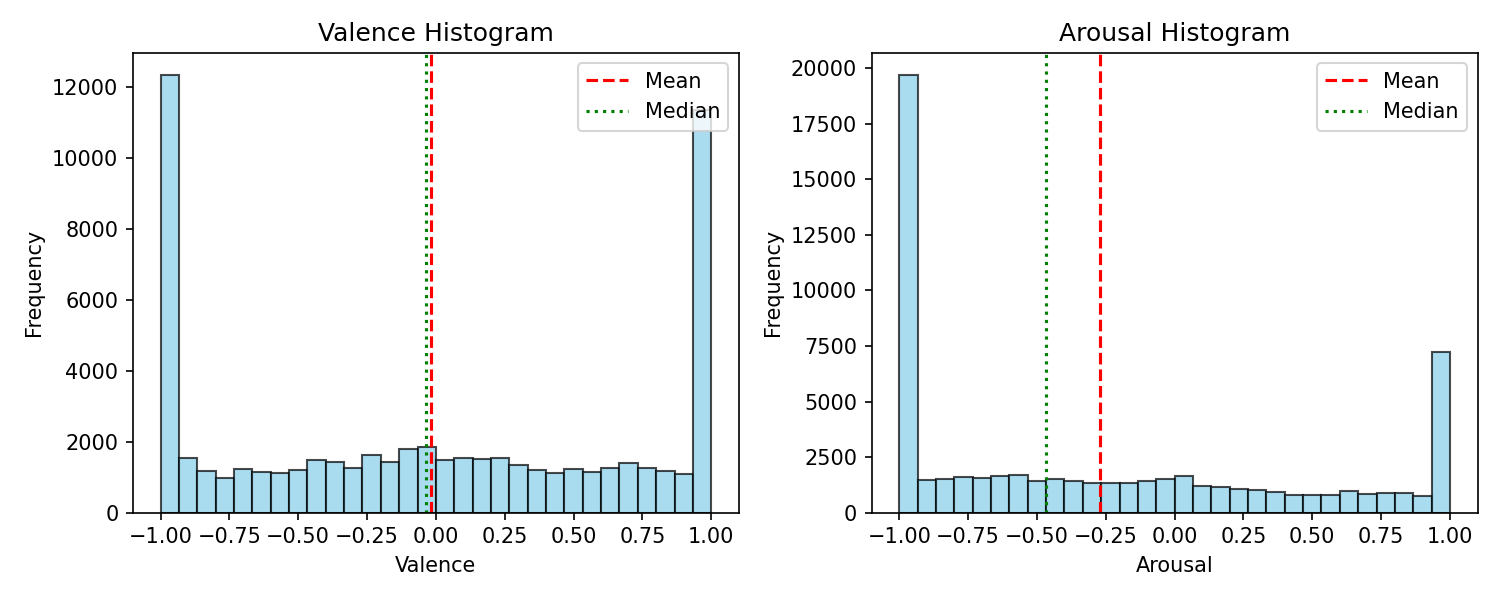 Valence Histogram
12000
10000
8000
6000
4000
2000
0
Frequency
Mean
Median
−1.00 −0.75 −0.50 −0.25 0.00 0.25 0.50 0.75 1.00
Valence
Arousal Histogram
20000
17500
15000
12500
10000
7500
5000
2500
0
Frequency
Mean
Median
−1.00 −0.75 −0.50 −0.25 0.00 0.25 0.50 0.75 1.00
Arousal